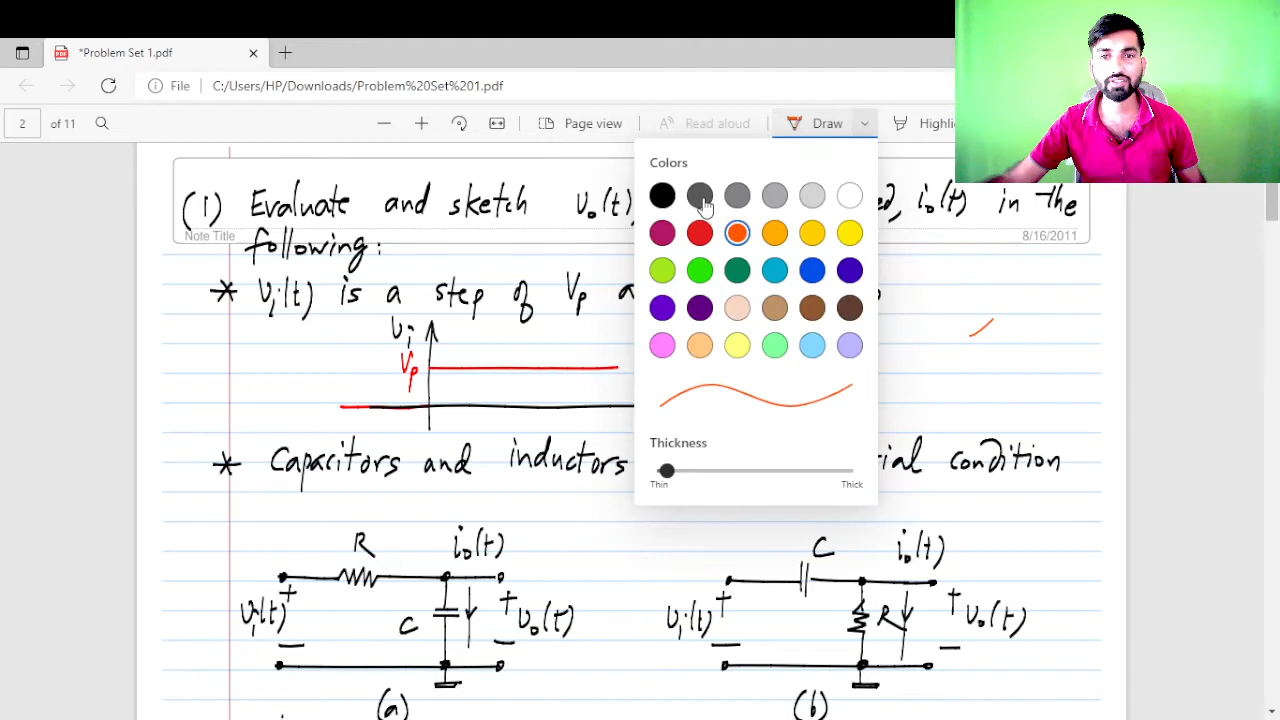 *Problem Set 1.pdf
File C:/Users/HP/Downloads/Problem%20Set%201.pdf
2 of 11 Page view Read aloud Draw
Colors
(1) Evaluate and sketch v₀(t), i₀(t) in the
Note Title 8/16/2011
following:
* Vi(t) is a step of Vp
Vi
Vp
Thickness
* Capacitors and inductors condition
Thin Thick
R i₀(t) C i₀(t)
Vi(t) + C + V₀(t) Vi(t) + R + V₀(t)
(a) (b)